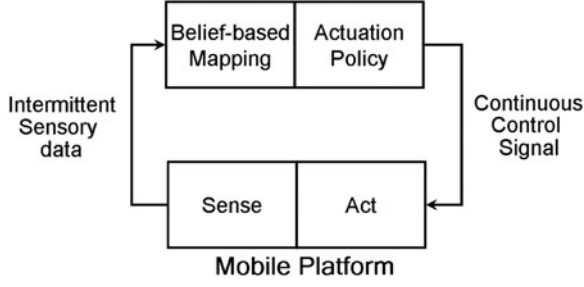 Belief-based
Mapping
Actuation
Policy
Intermittent
Sensory
data
Continuous
Control
Signal
Sense
Act
Mobile Platform